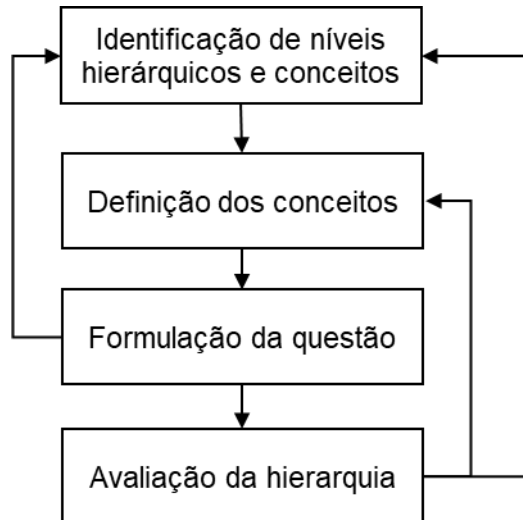 Identificação de níveis
hierárquicos e conceitos
Definição dos conceitos
Formulação da questão
Avaliação da hierarquia